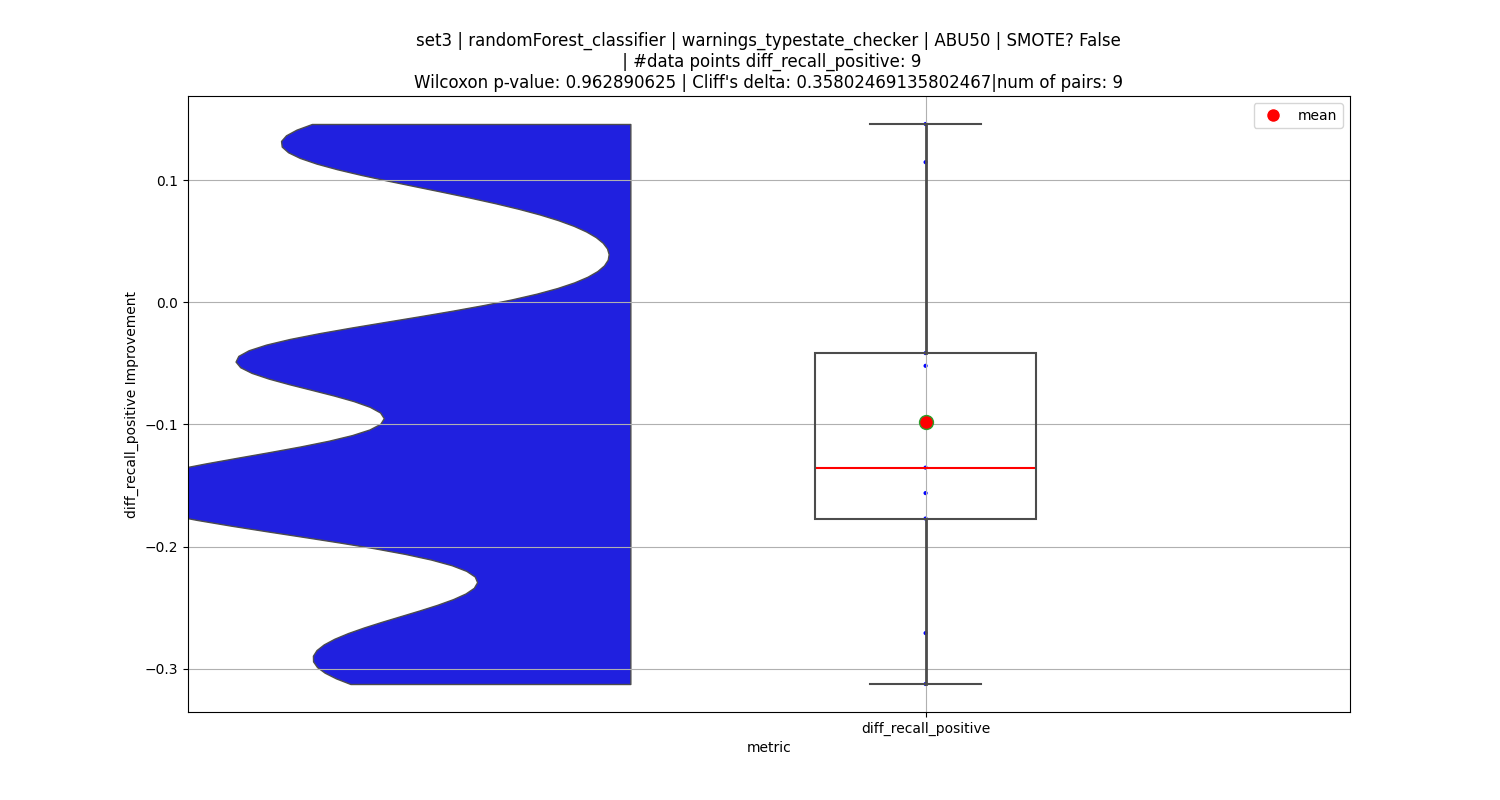 set3 | randomForest_classifier | warnings_typestate_checker | ABU50 | SMOTE? False
| #data points diff_recall_positive: 9
Wilcoxon p-value: 0.962890625 | Cliff's delta: 0.35802469135802467|num of pairs: 9
mean
0.1
0.0
−0.1
−0.2
−0.3
diff_recall_positive Improvement
diff_recall_positive
metric